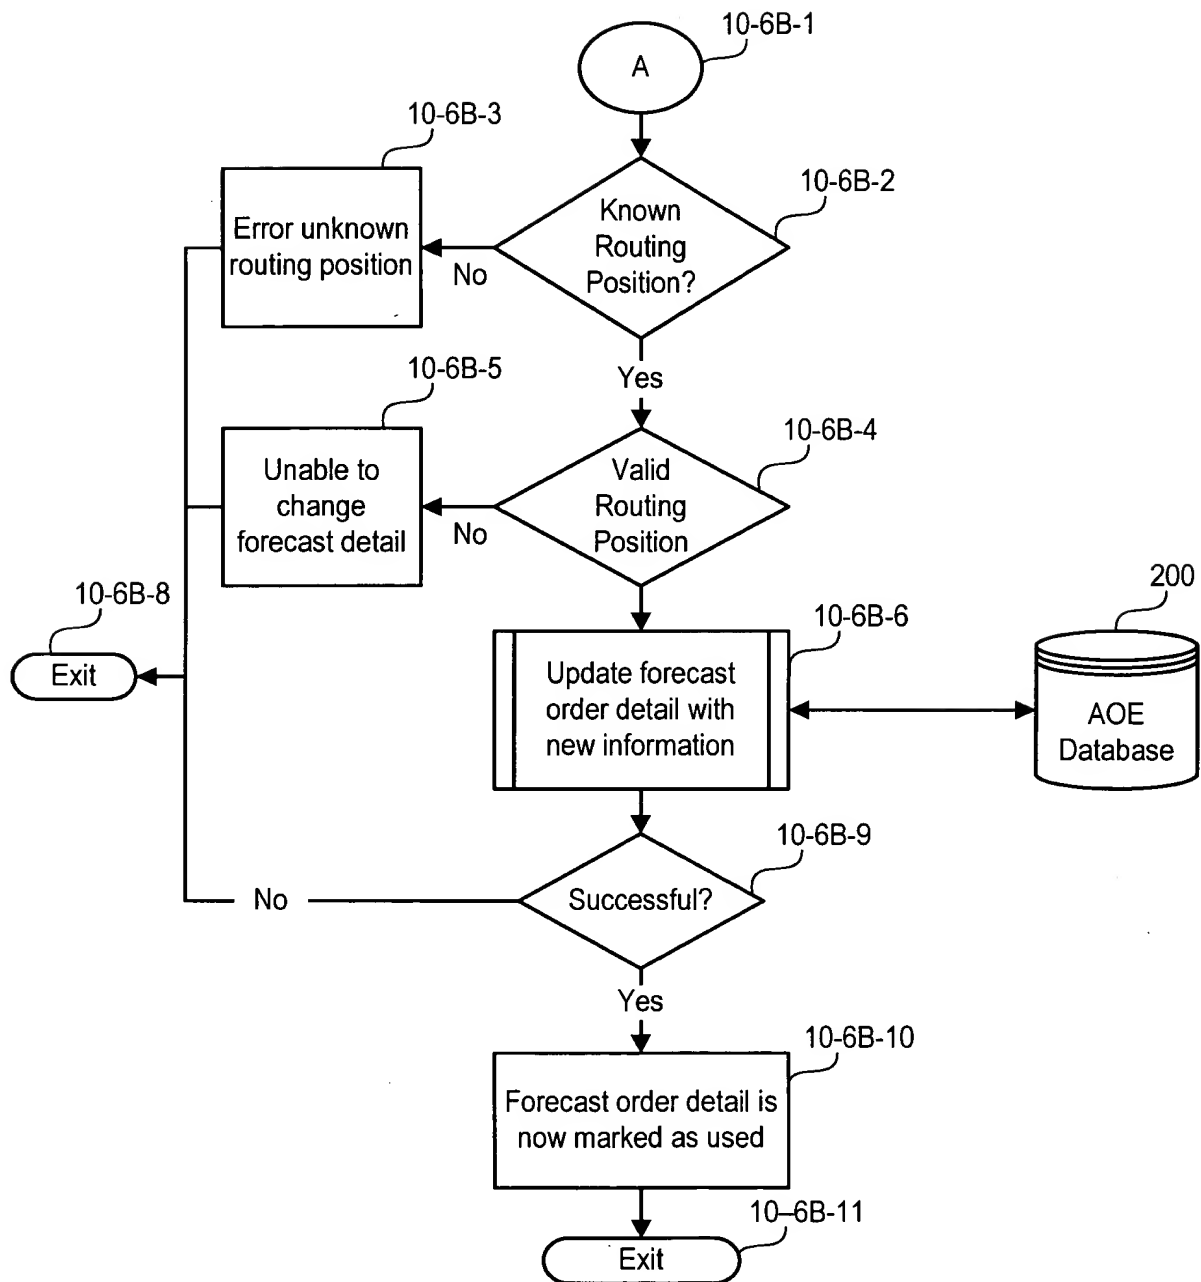 10-6B-1
A
10-6B-3
10-6B-2
Known
Routing
Position?
Error unknown
routing position
No
Yes
10-6B-5
10-6B-4
Unable to
change
forecast detail
Valid
Routing
Position
No
10-6B-8
Exit
10-6B-6
200
Update forecast
order detail with
new information
AOE
Database
10-6B-9
Successful?
No
Yes
10-6B-10
Forecast order detail is
now marked as used
10–6B-11
Exit